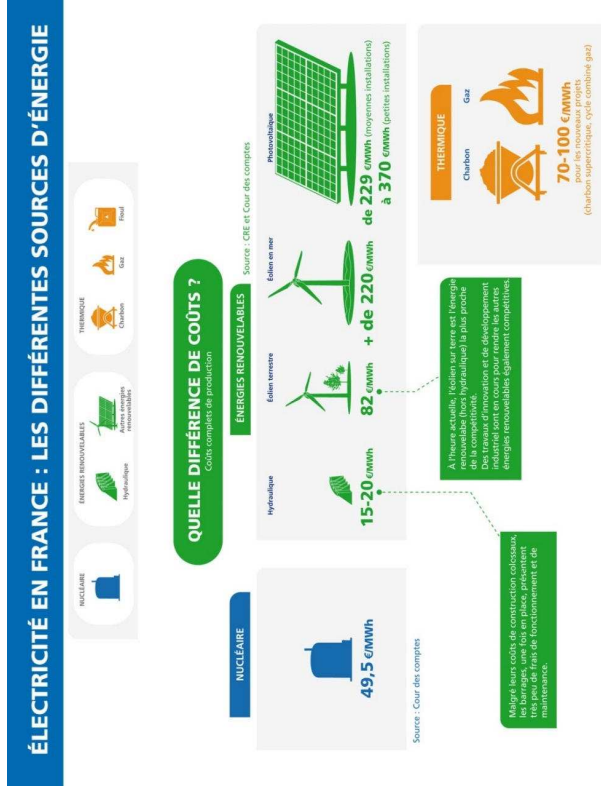 ÉLECTRICITÉ EN FRANCE : LES DIFFÉRENTES SOURCES D'ÉNERGIE
NUCLÉAIRE
ÉNERGIES RENOUVELABLES
Hydraulique
Autres énergies
renouvelables
THERMIQUE
Charbon
Gaz
Fioul
QUELLE DIFFÉRENCE DE COÛTS ?
Coûts complets de production
NUCLÉAIRE
49,5 €/MWh
Source : Cour des comptes
ÉNERGIES RENOUVELABLES
Source : CRE et Cour des comptes
Hydraulique
15-20 €/MWh
Éolien terrestre
82 €/MWh
Éolien en mer
+ de 220 €/MWh
Photovoltaïque
de 229 €/MWh (moyennes installations)
à 370 €/MWh (petites installations)
Malgré leurs coûts de construction colossaux,
les barrages, une fois en place, présentent
très peu de frais de fonctionnement et de
maintenance.
À l'heure actuelle, l'éolien sur terre est l'énergie
renouvelabe (hors hydraulique) la plus proche
de la compétitivité.
Des travaux d'innovation et de développement
industriel sont en cours pour rendre les autres
énergies renouvelables également compétitives.
THERMIQUE
Charbon
Gaz
70-100 €/MWh
pour les nouveaux projets
(charbon supercritique, cycle combiné gaz)